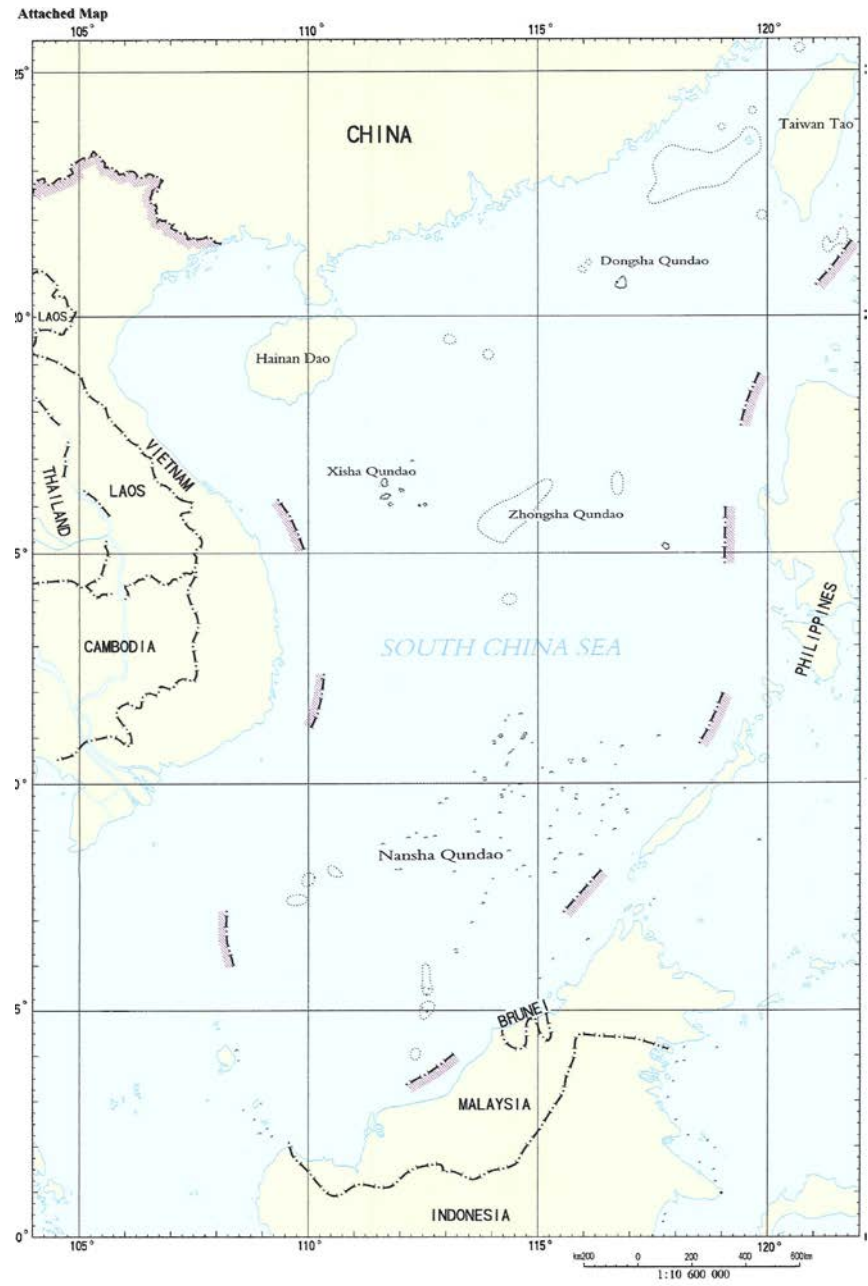 Attached Map
105° 110° 115° 120°
25°
CHINA
Taiwan Tao
Dongsha Qundao
20°
LAOS
Hainan Dao
VIETNAM
Xisha Qundao
THAILAND
LAOS
Zhongsha Qundao
5°
CAMBODIA
SOUTH CHINA SEA
PHILIPPINES
0°
Nansha Qundao
5°
BRUNEI
MALAYSIA
INDONESIA
0°
105° 110° 115° 120°
km200 0 200 400 600km
1:10 600 000